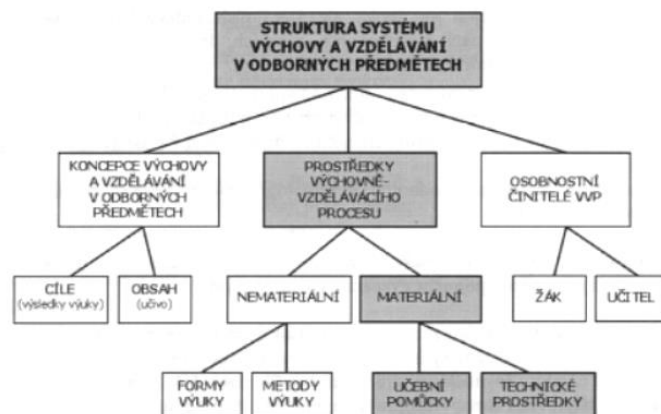 STRUKTURA SYSTÉMU
VÝCHOVY A VZDĚLÁVÁNÍ
V ODBORNÝCH PŘEDMĚTECH
KONCEPCE VÝCHOVY
A VZDĚLÁVÁNÍ
V ODBORNÝCH
PŘEDMĚTECH
PROSTŘEDKY
VÝCHOVNĚ-
VZDĚLÁVACÍHO
PROCESU
OSOBNOSTNÍ
ČINITELÉ VVP
CÍLE
(výsledky výuky)
OBSAH
(učivo)
NEMATERIÁLNÍ
MATERIÁLNÍ
ŽÁK
UČITEL
FORMY
VÝUKY
METODY
VÝUKY
UČEBNÍ
POMŮCKY
TECHNICKÉ
PROSTŘEDKY